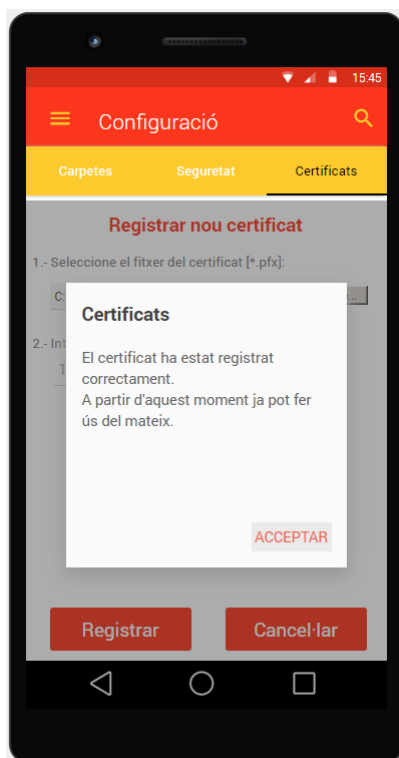 15:45
Configuració
Carpetes Seguretat Certificats
Registrar nou certificat
1.- Seleccione el fitxer del certificat [*.pfx]:
C:
Certificats
2.- Int
El certificat ha estat registrat
1
correctament.
A partir d'aquest moment ja pot fer
ús del mateix.
ACCEPTAR
Registrar Cancel·lar